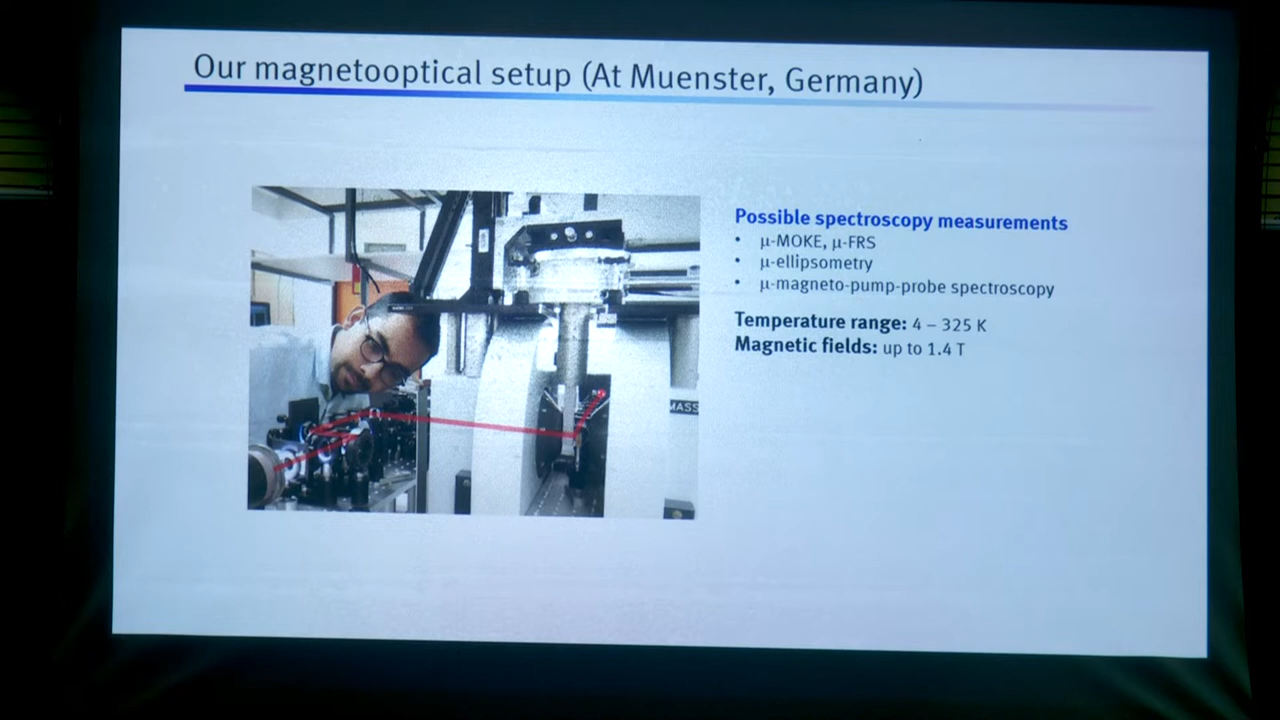 Our magnetooptical setup (At Muenster, Germany)
Possible spectroscopy measurements
• µ-MOKE, µ-FRS
• µ-ellipsometry
• µ-magneto-pump-probe spectroscopy
Temperature range: 4 – 325 K
Magnetic fields: up to 1.4 T
MASS